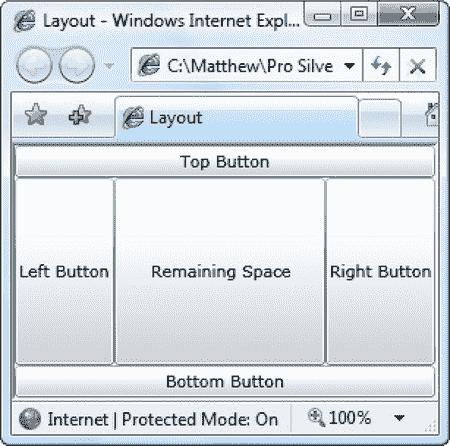 Layout - Windows Internet Expl...
C:\Matthew\Pro Silve
Layout
Top Button
Left Button
Remaining Space
Right Button
Bottom Button
Internet | Protected Mode: On
100%